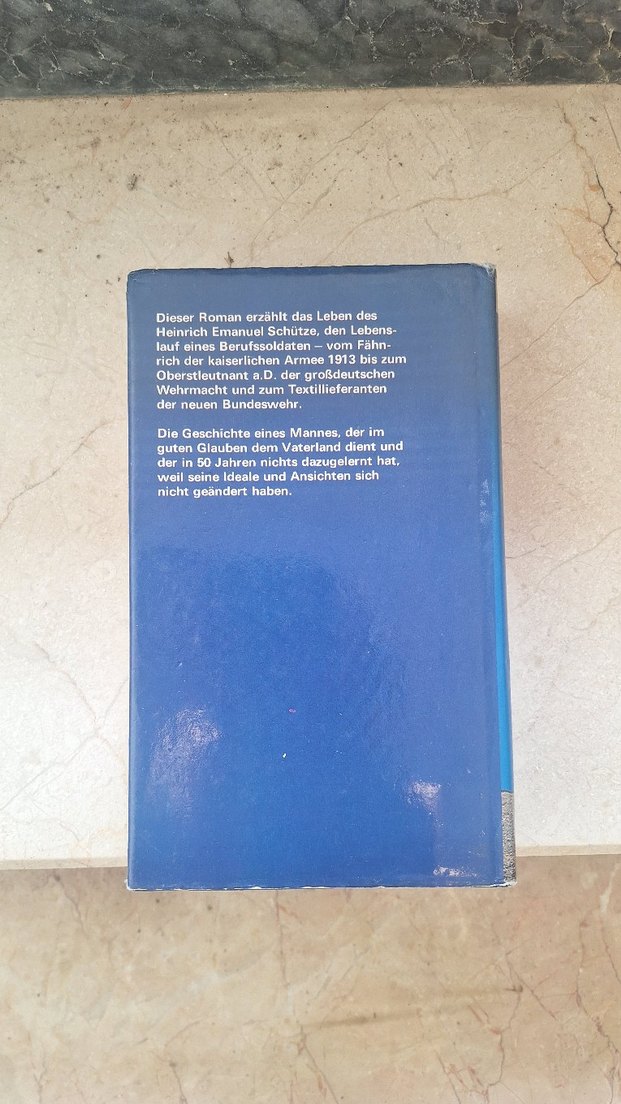 Dieser Roman erzählt das Leben des
Heinrich Emanuel Schütze, den Lebens-
lauf eines Berufssoldaten – vom Fähn-
rich der kaiserlichen Armee 1913 bis zum
Oberstleutnant a.D. der großdeutschen
Wehrmacht und zum Textillieferanten
der neuen Bundeswehr.
Die Geschichte eines Mannes, der im
guten Glauben dem Vaterland dient und
der in 50 Jahren nichts dazugelernt hat,
weil seine Ideale und Ansichten sich
nicht geändert haben.